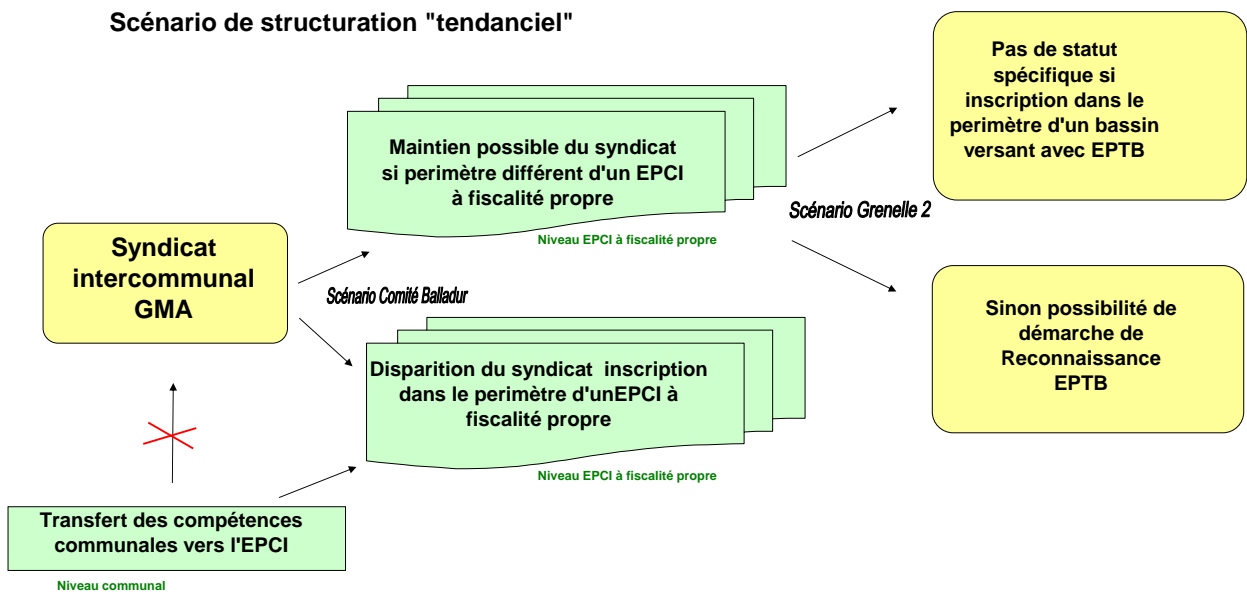 Scénario de structuration "tendanciel"
Pas de statut
spécifique si
inscription dans le
perimètre d'un bassin
versant avec EPTB
Maintien possible du syndicat
si perimètre différent d'un EPCI
à fiscalité propre
Scénario Grenelle 2
Niveau EPCI à fiscalité propre
Syndicat
intercommunal
GMA
Scénario Comité Balladur
Sinon possibilité de
démarche de
Reconnaissance
EPTB
Disparition du syndicat inscription
dans le perimètre d'unEPCI à
fiscalité propre
Niveau EPCI à fiscalité propre
Transfert des compétences
communales vers l'EPCI
Niveau communal